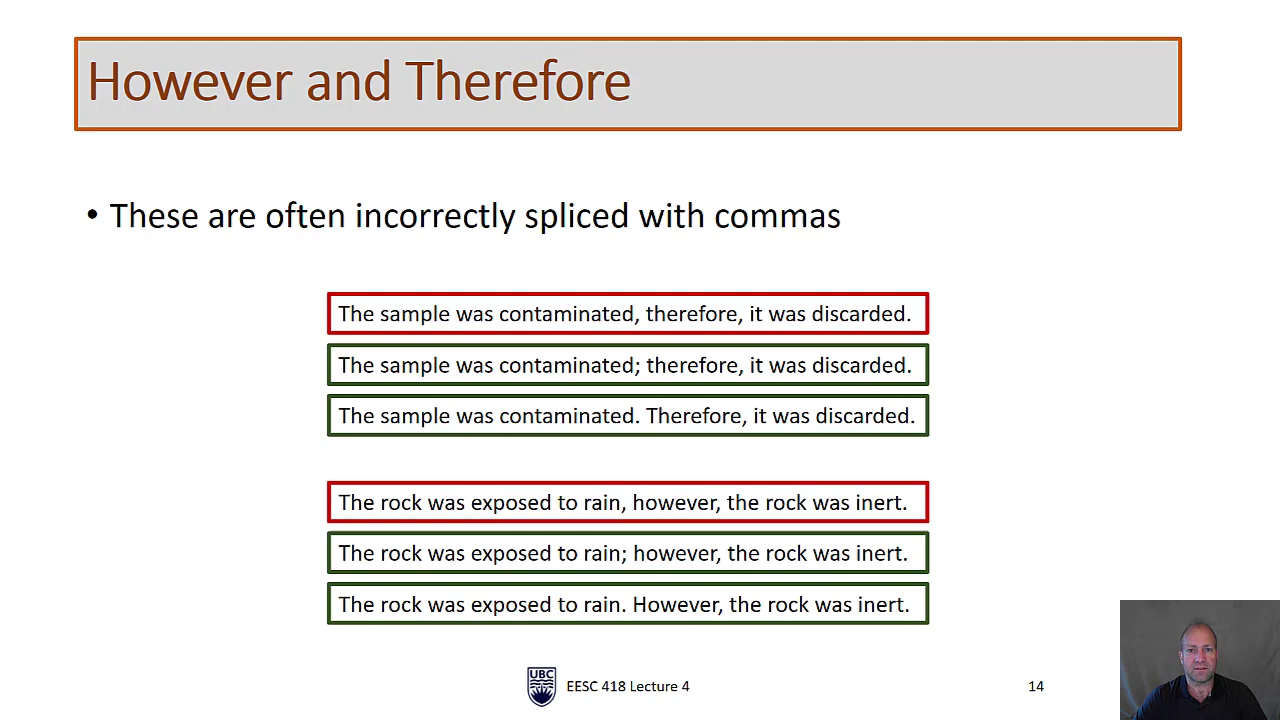 However and Therefore
• These are often incorrectly spliced with commas
The sample was contaminated, therefore, it was discarded.
The sample was contaminated; therefore, it was discarded.
The sample was contaminated. Therefore, it was discarded.
The rock was exposed to rain, however, the rock was inert.
The rock was exposed to rain; however, the rock was inert.
The rock was exposed to rain. However, the rock was inert.
UBC
EESC 418 Lecture 4
14